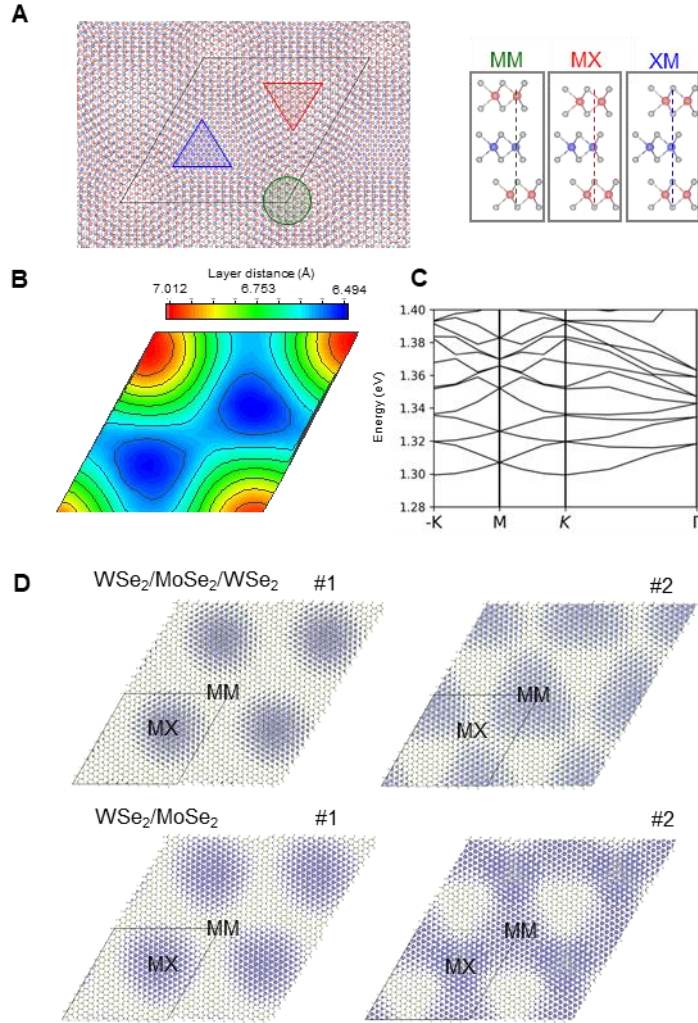 A
MM MX XM
B
Layer distance (Å)
7.012 6.753 6.494
C
Energy (eV)
1.40
1.38
1.36
1.34
1.32
1.30
1.28
-K M K Γ
D
WSe₂/MoSe₂/WSe₂ #1 #2
MM MM
MX MX
WSe₂/MoSe₂ #1 #2
MM MM
MX MX